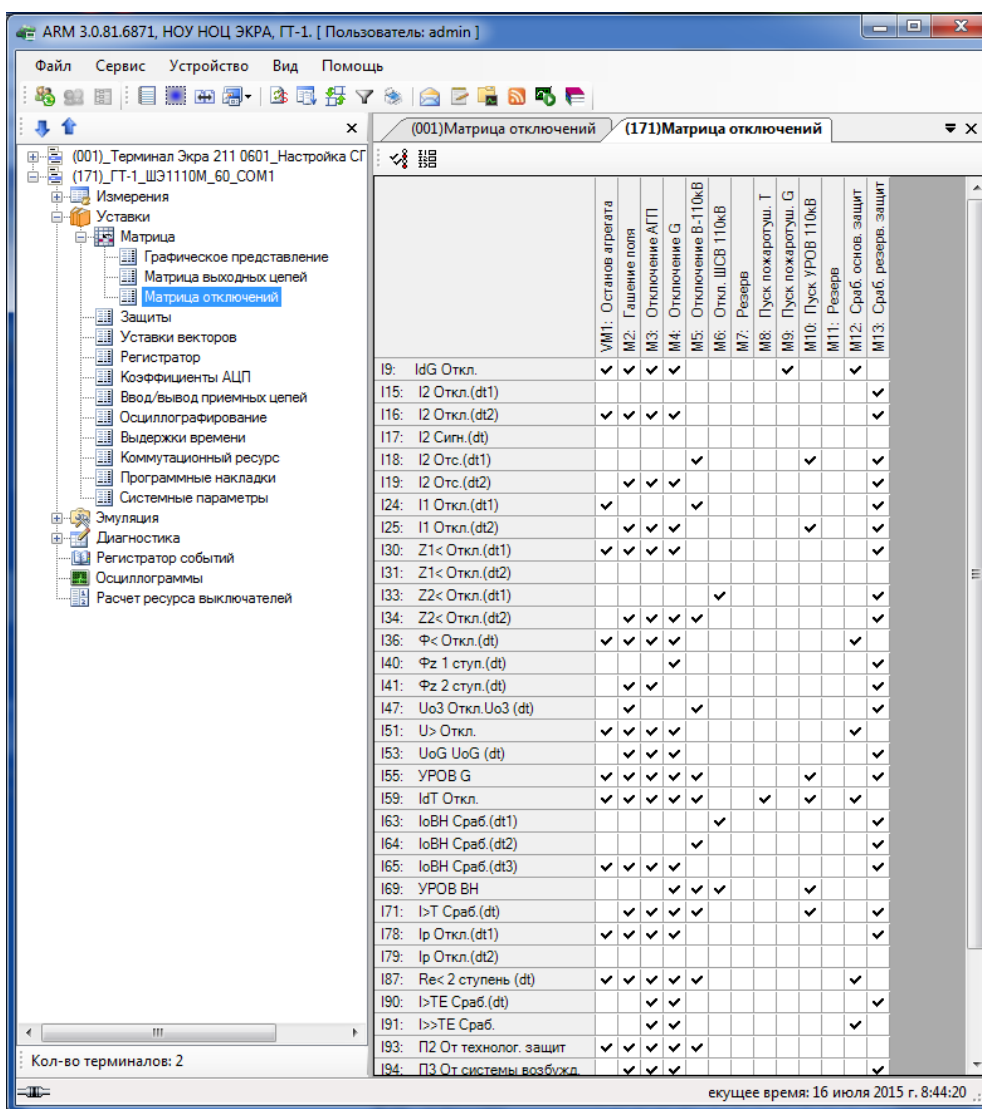 ARM 3.0.81.6871, НОУ НОЦ ЭКРА, ГТ-1. [ Пользователь: admin ]
Файл Сервис Устройство Вид Помощь
(001)Матрица отключений (171)Матрица отключений
(001)_Терминал Экра 211 0601_Настройка СГ
(171)_ГТ-1_ШЭ1110М_60_COM1
Измерения
Уставки
Матрица
Графическое представление
Матрица выходных цепей
Матрица отключений
Защиты
Уставки векторов
Регистратор
Коэффициенты АЦП
Ввод/вывод приемных цепей
Осциллографирование
Выдержки времени
Коммутационный ресурс
Программные накладки
Системные параметры
Эмуляция
Диагностика
Регистратор событий
Осциллограммы
Расчет ресурса выключателей
Кол-во терминалов: 2
VM1: Останов агрегата
M2: Гашение поля
M3: Отключение АГП
M4: Отключение G
M5: Отключение В-110кВ
M6: Откл. ШСВ 110кВ
M7: Резерв
M8: Пуск пожаротуш. Т
M9: Пуск пожаротуш. G
M10: Пуск УРОВ 110кВ
M11: Резерв
M12: Сраб. основ. защит
M13: Сраб. резерв. защит
I9: IdG Откл.
I15: I2 Откл.(dt1)
I16: I2 Откл.(dt2)
I17: I2 Сигн.(dt)
I18: I2 Отс.(dt1)
I19: I2 Отс.(dt2)
I24: I1 Откл.(dt1)
I25: I1 Откл.(dt2)
I30: Z1< Откл.(dt1)
I31: Z1< Откл.(dt2)
I33: Z2< Откл.(dt1)
I34: Z2< Откл.(dt2)
I36: Ф< Откл.(dt)
I40: Фz 1 ступ.(dt)
I41: Фz 2 ступ.(dt)
I47: Uo3 Откл.Uo3 (dt)
I51: U> Откл.
I53: UoG UoG (dt)
I55: УРОВ G
I59: IdT Откл.
I63: IoВН Сраб.(dt1)
I64: IoВН Сраб.(dt2)
I65: IoВН Сраб.(dt3)
I69: УРОВ ВН
I71: I>T Сраб.(dt)
I78: Ip Откл.(dt1)
I79: Ip Откл.(dt2)
I87: Re< 2 ступень (dt)
I90: I>TE Сраб.(dt)
I91: I>>TE Сраб.
I93: П2 От технолог. защит
I94: П3 От системы возбужд.
екущее время: 16 июля 2015 г. 8:44:20